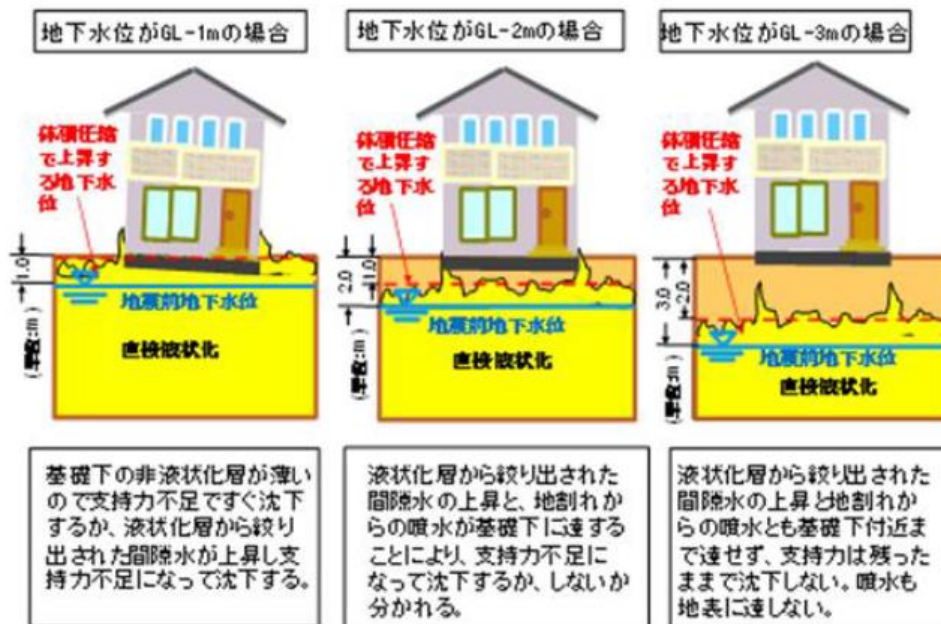 地下水位がGL-1mの場合
地下水位がGL-2mの場合
地下水位がGL-3mの場合
体積圧縮
で上昇す
る地下水
位
1.0
地震前地下水位
直接液状化
(単位:m)
体積圧縮
で上昇す
る地下水
位
2.0
1.0
地震前地下水位
直接液状化
(単位:m)
体積圧縮
で上昇す
る地下水
位
3.0
2.0
地震前地下水位
直接液状化
(単位:m)
基礎下の非液状化層が薄い
ので支持力不足ですぐ沈下
するか、液状化層から絞り
出された間隙水が上昇し支
持力不足になって沈下する。
液状化層から絞り出された
間隙水の上昇と、地割れか
らの噴水が基礎下に達する
ことにより、支持力不足に
なって沈下するか、しないか
分かれる。
液状化層から絞り出された
間隙水の上昇と地割れか
らの噴水とも基礎下付近ま
で達せず、支持力は残った
ままで沈下しない。噴水も
地表に達しない。